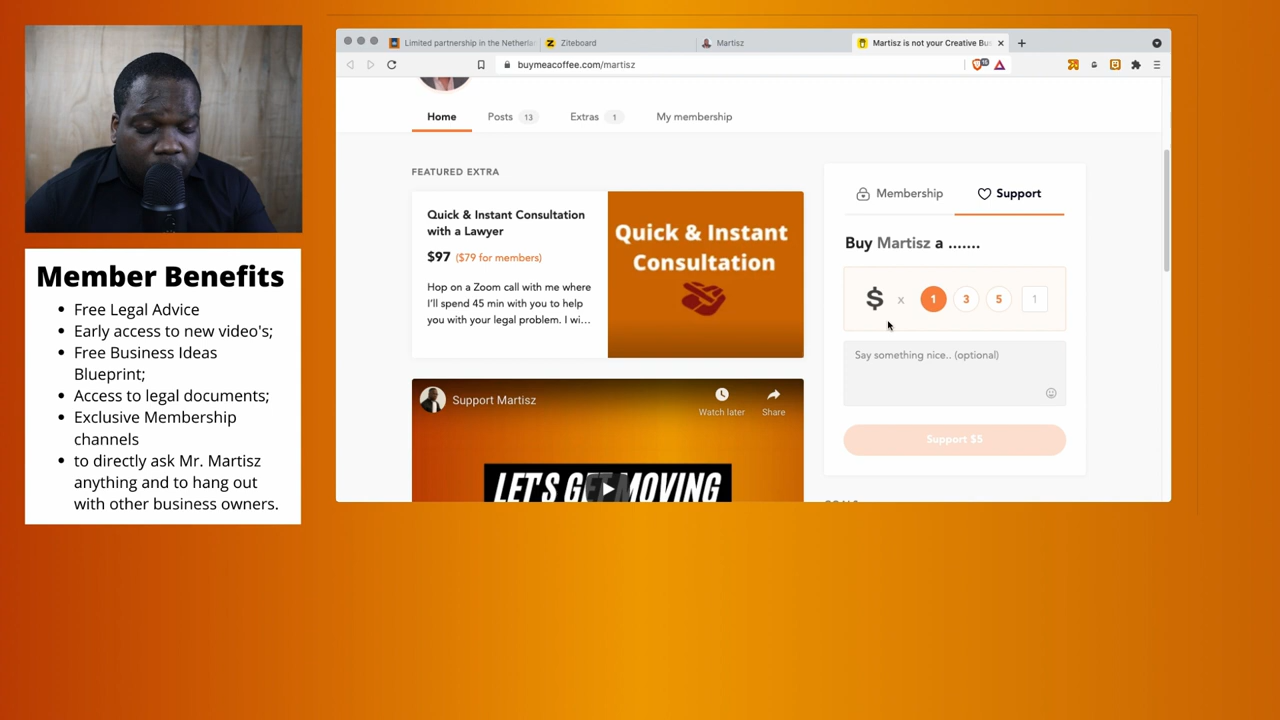 Limited partnership in the Netherla
Ziteboard
Martisz
Martisz is not your Creative Bu
buymeacoffee.com/martisz
Home
Posts 13
Extras 1
My membership
FEATURED EXTRA
Quick & Instant Consultation
with a Lawyer
$97 ($79 for members)
Hop on a Zoom call with me where
I'll spend 45 min with you to help
you with your legal problem. I wi...
Quick & Instant
Consultation
Support Martisz
Watch later
Share
LET'S GET MOVING
Membership
Support
Buy Martisz a .......
$ x 1 3 5 1
Say something nice.. (optional)
Support $5
Member Benefits
• Free Legal Advice
• Early access to new video's;
• Free Business Ideas
Blueprint;
• Access to legal documents;
• Exclusive Membership
channels
• to directly ask Mr. Martisz
anything and to hang out
with other business owners.